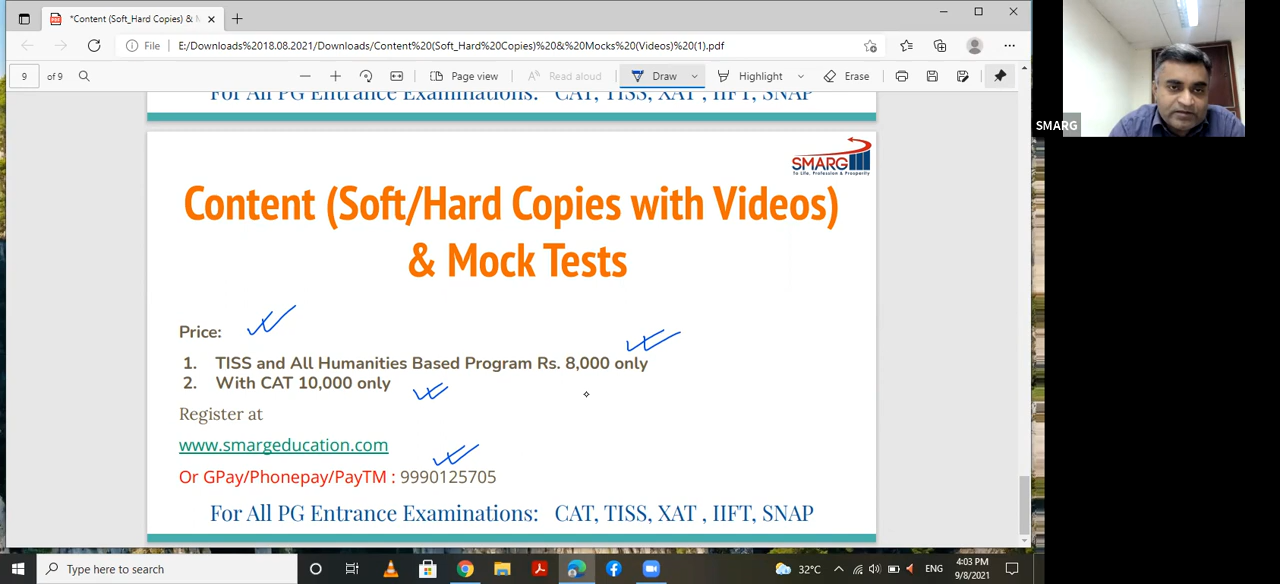 *Content (Soft_Hard Copies) & M
File
E:/Downloads%2018.08.2021/Downloads/Content%20(Soft_Hard%20Copies)%20&%20Mocks%20(Videos)%20(1).pdf
9 of 9
Page view
Read aloud
Draw
Highlight
Erase
For All PG Entrance Examinations: CAT, TISS, XAT , IIFT, SNAP
SMARG
SMARG
To Life, Profession & Prosperity
Content (Soft/Hard Copies with Videos)
& Mock Tests
Price:
1. TISS and All Humanities Based Program Rs. 8,000 only
2. With CAT 10,000 only
Register at
www.smargeducation.com
Or GPay/Phonepay/PayTM : 9990125705
For All PG Entrance Examinations: CAT, TISS, XAT , IIFT, SNAP
Type here to search
32°C
ENG
4:03 PM
9/8/2021